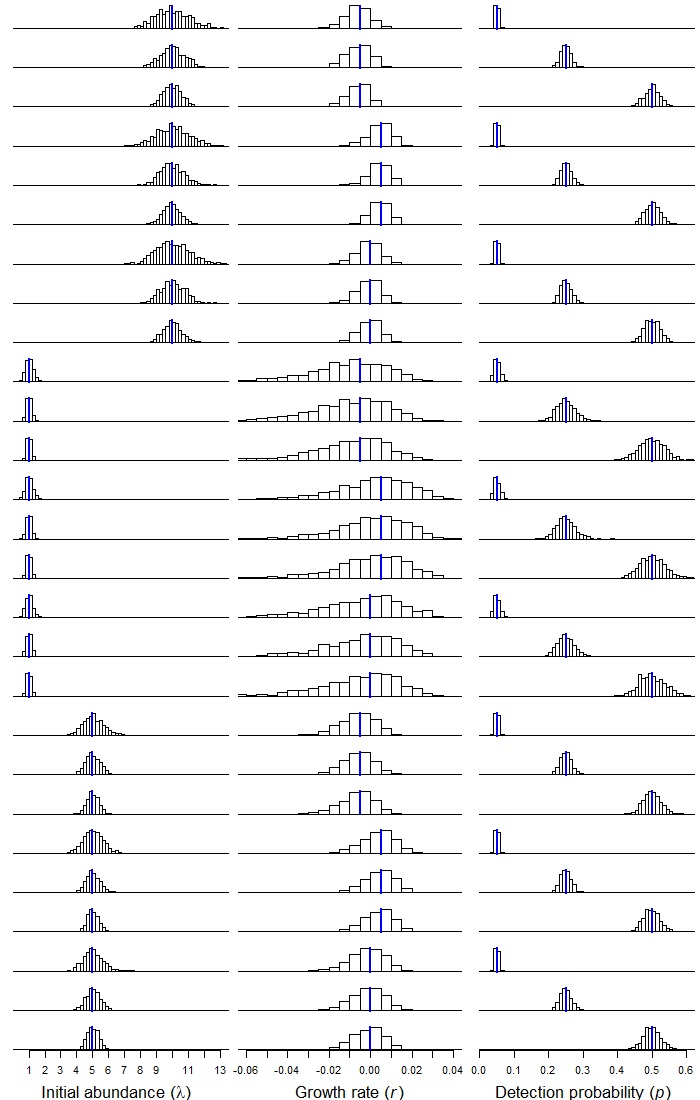 1 2 3 4 5 6 7 8 9 10 11 12 13 -0.06 -0.04 -0.02 0.00 0.02 0.04 0.0 0.1 0.2 0.3 0.4 0.5 0.6
Initial abundance (λ) Growth rate (r) Detection probability (p)